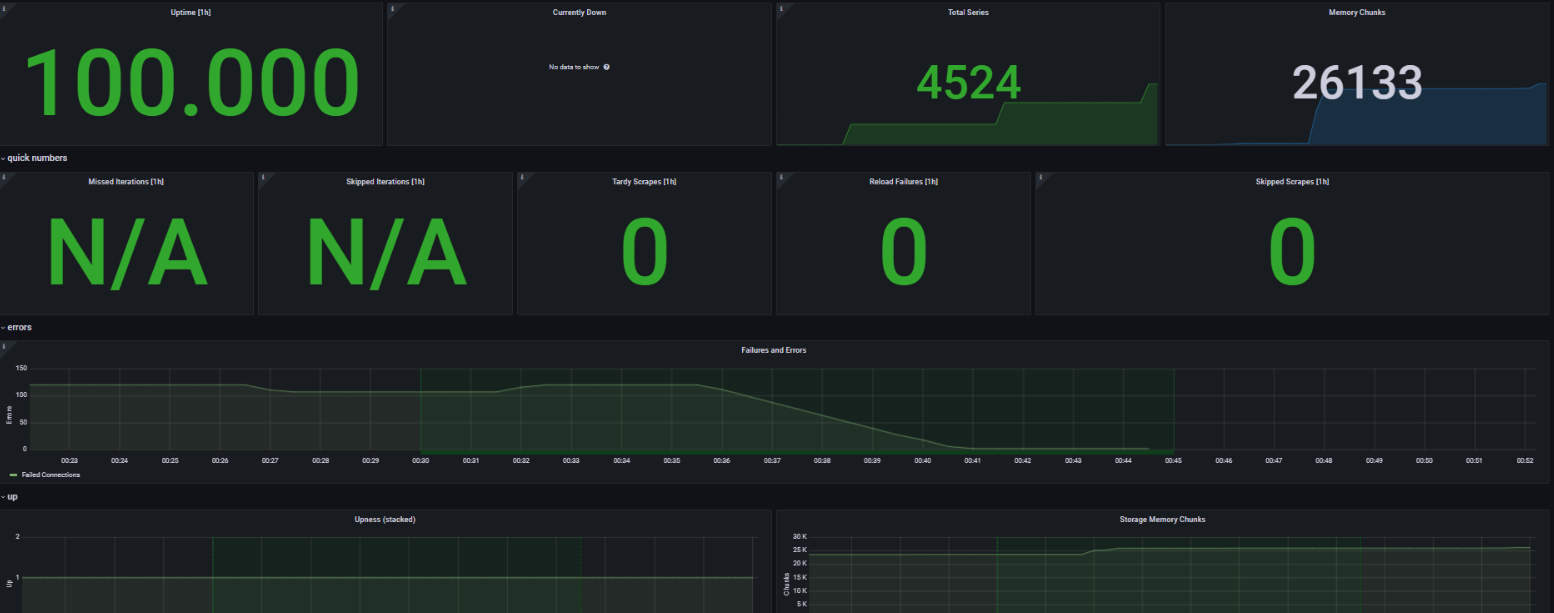 Uptime [1h]
100.000
Currently Down
No data to show
Total Series
4524
Memory Chunks
26133
quick numbers
Missed Iterations [1h]
N/A
Skipped Iterations [1h]
N/A
Tardy Scrapes [1h]
0
Reload Failures [1h]
0
Skipped Scrapes [1h]
0
errors
Failures and Errors
150
100
50
0
Errors
00:23 00:24 00:25 00:26 00:27 00:28 00:29 00:30 00:31 00:32 00:33 00:34 00:35 00:36 00:37 00:38 00:39 00:40 00:41 00:42 00:43 00:44 00:45 00:46 00:47 00:48 00:49 00:50 00:51 00:52
Failed Connections
up
Upness (stacked)
2
1
Up
Storage Memory Chunks
30 K
25 K
20 K
15 K
10 K
5 K
Chunks